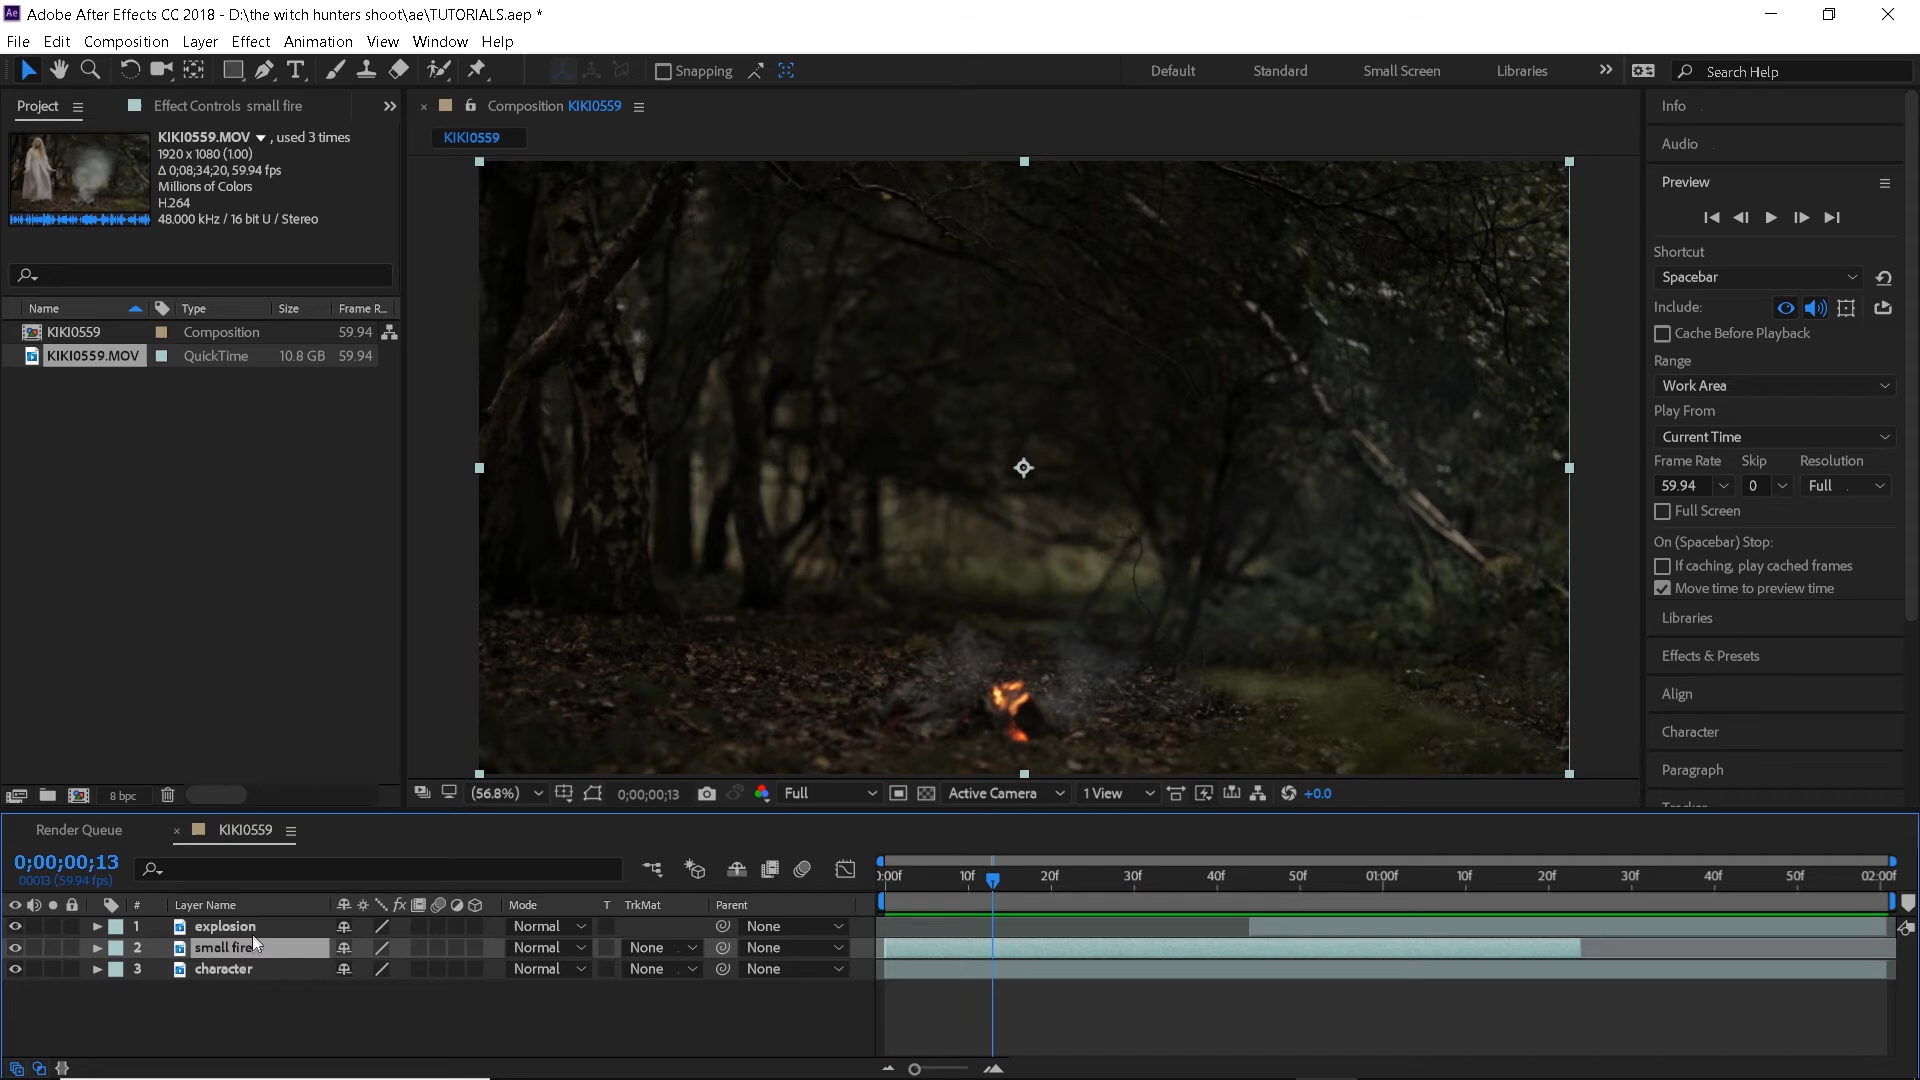 Adobe After Effects CC 2018 - D:\the witch hunters shoot\ae\TUTORIALS.aep *
File Edit Composition Layer Effect Animation View Window Help
Snapping Default Standard Small Screen Libraries Search Help
Project Effect Controls small fire
Composition KIKI0559
Info
KIKI0559.MOV , used 3 times
1920 x 1080 (1.00)
Δ 0;08;34;20, 59.94 fps
Millions of Colors
H.264
48.000 kHz / 16 bit U / Stereo
KIKI0559
Audio
Preview
Shortcut
Spacebar
Include:
Cache Before Playback
Range
Work Area
Play From
Current Time
Frame Rate Skip Resolution
59.94 0 Full
Full Screen
On (Spacebar) Stop:
If caching, play cached frames
Move time to preview time
Libraries
Effects & Presets
Align
Character
Paragraph
Name Type Size Frame R...
KIKI0559 Composition 59.94
KIKI0559.MOV QuickTime 10.8 GB 59.94
8 bpc
(56.8%) 0;00;00;13 Full Active Camera 1 View +0.0
Render Queue KIKI0559
0;00;00;13
00013 (59.94 fps)
0:00f 10f 20f 30f 40f 50f 01:00f 10f 20f 30f 40f 50f 02:00f
# Layer Name fx Mode T TrkMat Parent
1 explosion Normal None
2 small fire Normal None None
3 character Normal None None